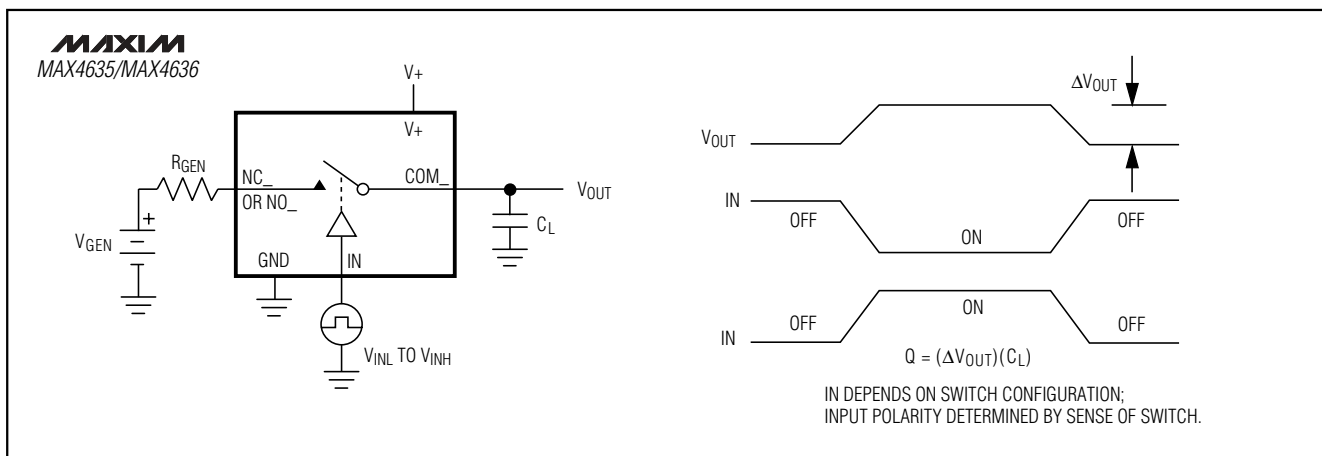 MAXIM
MAX4635/MAX4636
V+
V+
RGEN
NC_
OR NO_
COM_
VOUT
CL
VGEN
+
GND
IN
VINL TO VINH
ΔVOUT
VOUT
IN
OFF
ON
OFF
IN
OFF
ON
OFF
Q = (ΔVOUT)(CL)
IN DEPENDS ON SWITCH CONFIGURATION;
INPUT POLARITY DETERMINED BY SENSE OF SWITCH.